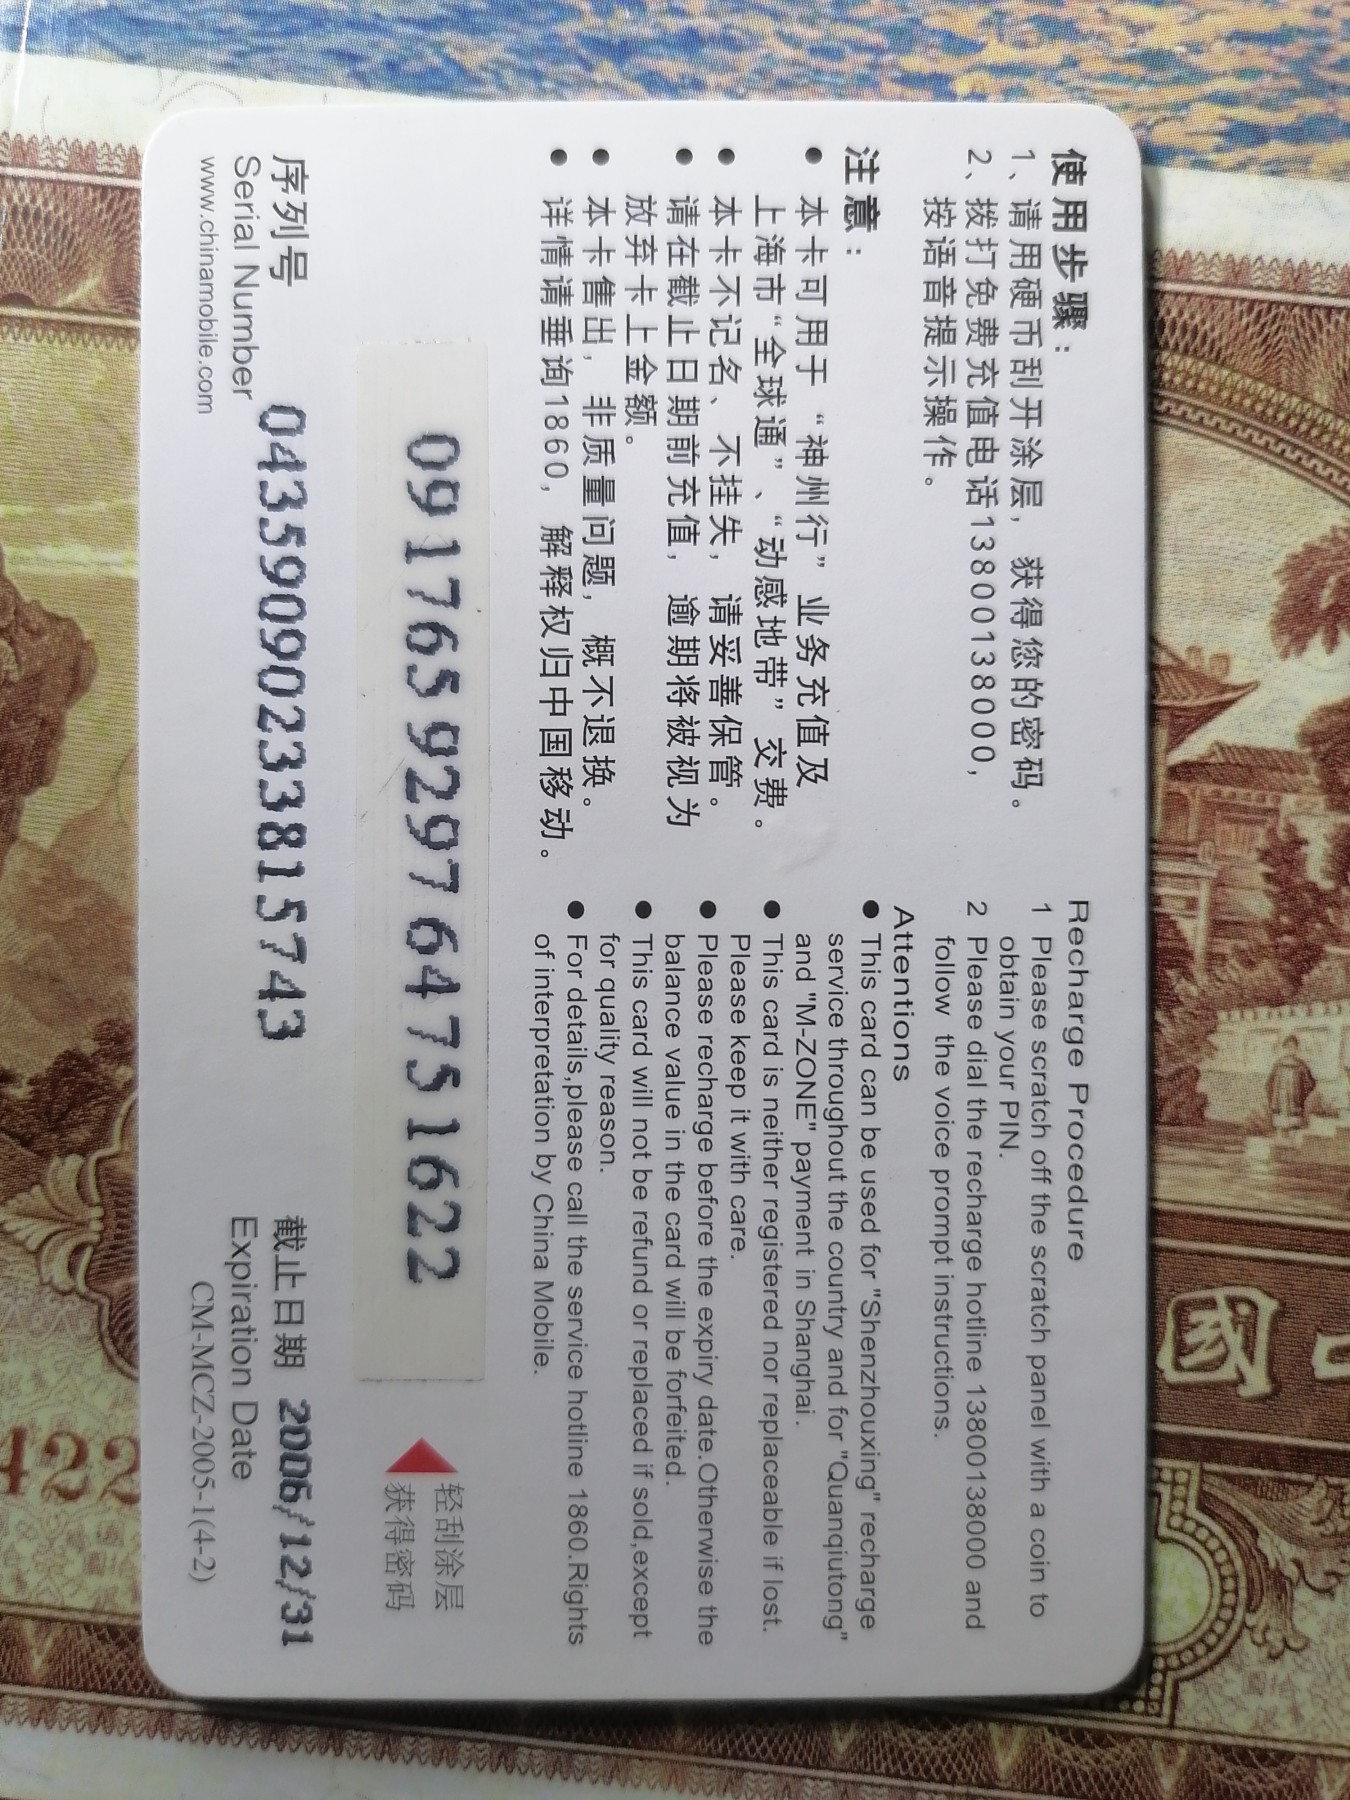 使用步骤：
1、请用硬币刮开涂层，获得您的密码。
2、拨打免费充值电话13800138000，
按语音提示操作。
注意：
● 本卡可用于“神州行”业务充值及
上海市“全球通”、“动感地带”交费。
● 本卡不记名、不挂失，请妥善保管。
● 请在截止日期前充值，逾期将被视为
放弃卡上金额。
● 本卡售出，非质量问题，概不退换。
● 详情请垂询1860，解释权归中国移动。
Recharge Procedure
1 Please scratch off the scratch panel with a coin to
obtain your PIN.
2 Please dial the recharge hotline 13800138000 and
follow the voice prompt instructions.
Attentions
● This card can be used for "Shenzhouxing" recharge
service throughout the country and for "Quanqiutong"
and "M-ZONE" payment in Shanghai.
● This card is neither registered nor replaceable if lost.
Please keep it with care.
● Please recharge before the expiry date.Otherwise the
balance value in the card will be forfeited.
● This card will not be refund or replaced if sold,except
for quality reason.
● For details,please call the service hotline 1860.Rights
of interpretation by China Mobile.
09 1765 9297 6475 1622
轻刮涂层
获得密码
序列号
Serial Number
04359090233815743
www.chinamobile.com
截止日期 2006/12/31
Expiration Date
CM-MCZ-2005-1(4-2)
國
422